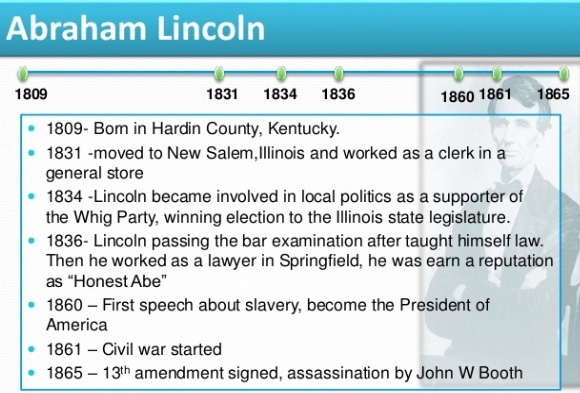 Abraham Lincoln
1809 1831 1834 1836 1860 1861 1865
• 1809- Born in Hardin County, Kentucky.
• 1831 -moved to New Salem,Illinois and worked as a clerk in a
general store
• 1834 -Lincoln became involved in local politics as a supporter of
the Whig Party, winning election to the Illinois state legislature.
• 1836- Lincoln passing the bar examination after taught himself law.
Then he worked as a lawyer in Springfield, he was earn a reputation
as “Honest Abe”
• 1860 – First speech about slavery, become the President of
America
• 1861 – Civil war started
• 1865 – 13th amendment signed, assassination by John W Booth